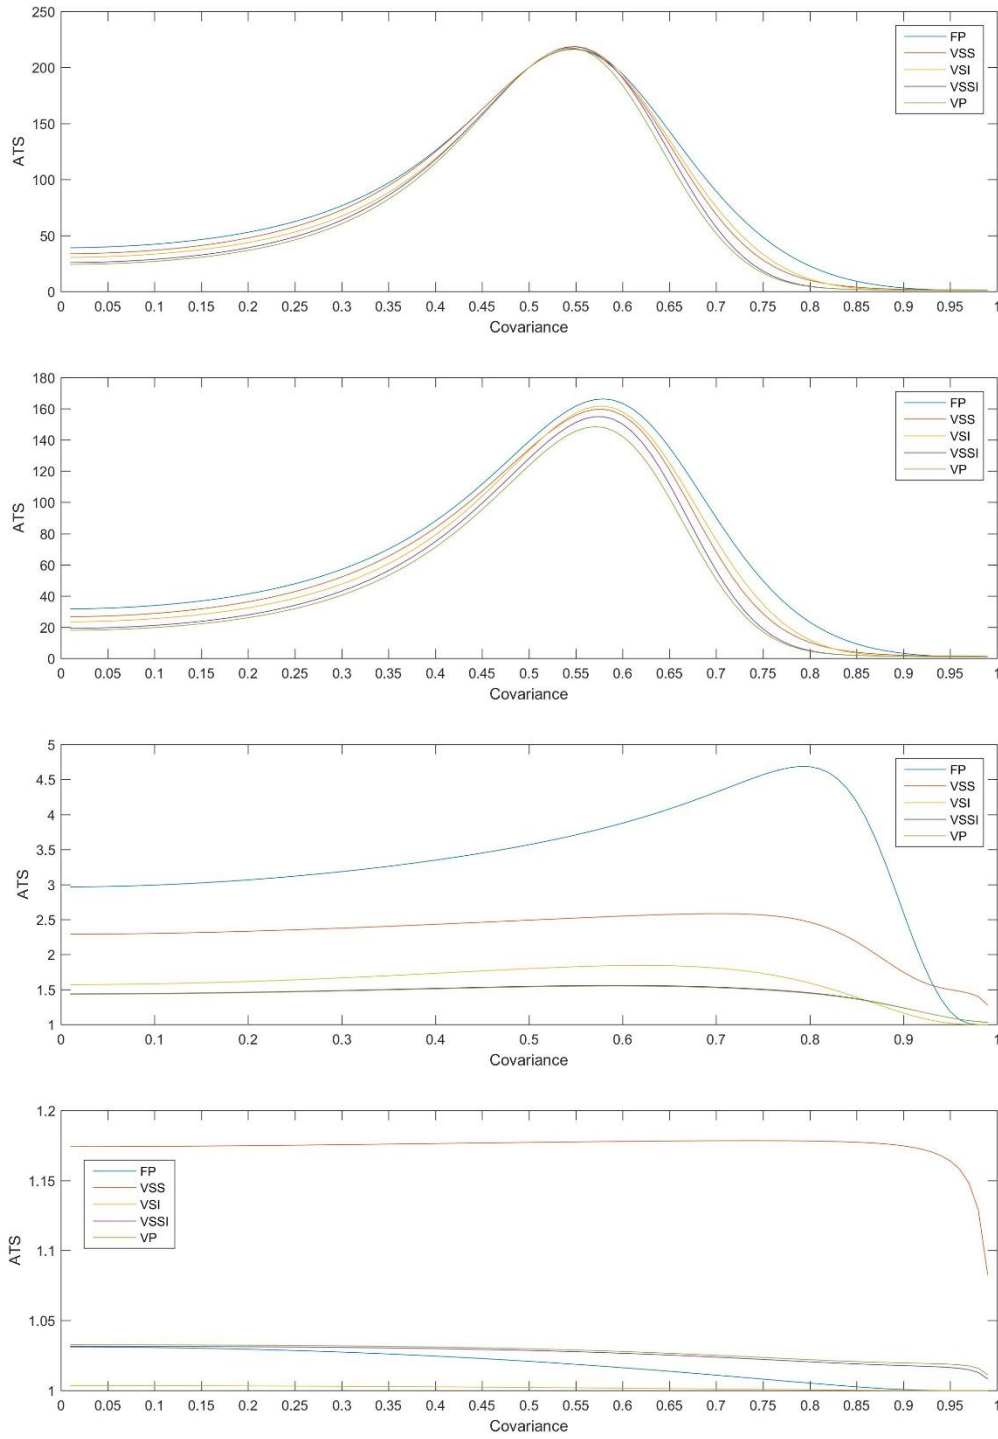 250
200
150
100
50
0
ATS
FP
VSS
VSI
VSSI
VP
0 0.05 0.1 0.15 0.2 0.25 0.3 0.35 0.4 0.45 0.5 0.55 0.6 0.65 0.7 0.75 0.8 0.85 0.9 0.95 1
Covariance
180
160
140
120
100
80
60
40
20
0
ATS
FP
VSS
VSI
VSSI
VP
0 0.05 0.1 0.15 0.2 0.25 0.3 0.35 0.4 0.45 0.5 0.55 0.6 0.65 0.7 0.75 0.8 0.85 0.9 0.95 1
Covariance
5
4.5
4
3.5
3
2.5
2
1.5
1
ATS
FP
VSS
VSI
VSSI
VP
0 0.1 0.2 0.3 0.4 0.5 0.6 0.7 0.8 0.9 1
Covariance
1.2
1.15
1.1
1.05
1
ATS
FP
VSS
VSI
VSSI
VP
0 0.05 0.1 0.15 0.2 0.25 0.3 0.35 0.4 0.45 0.5 0.55 0.6 0.65 0.7 0.75 0.8 0.85 0.9 0.95 1
Covariance